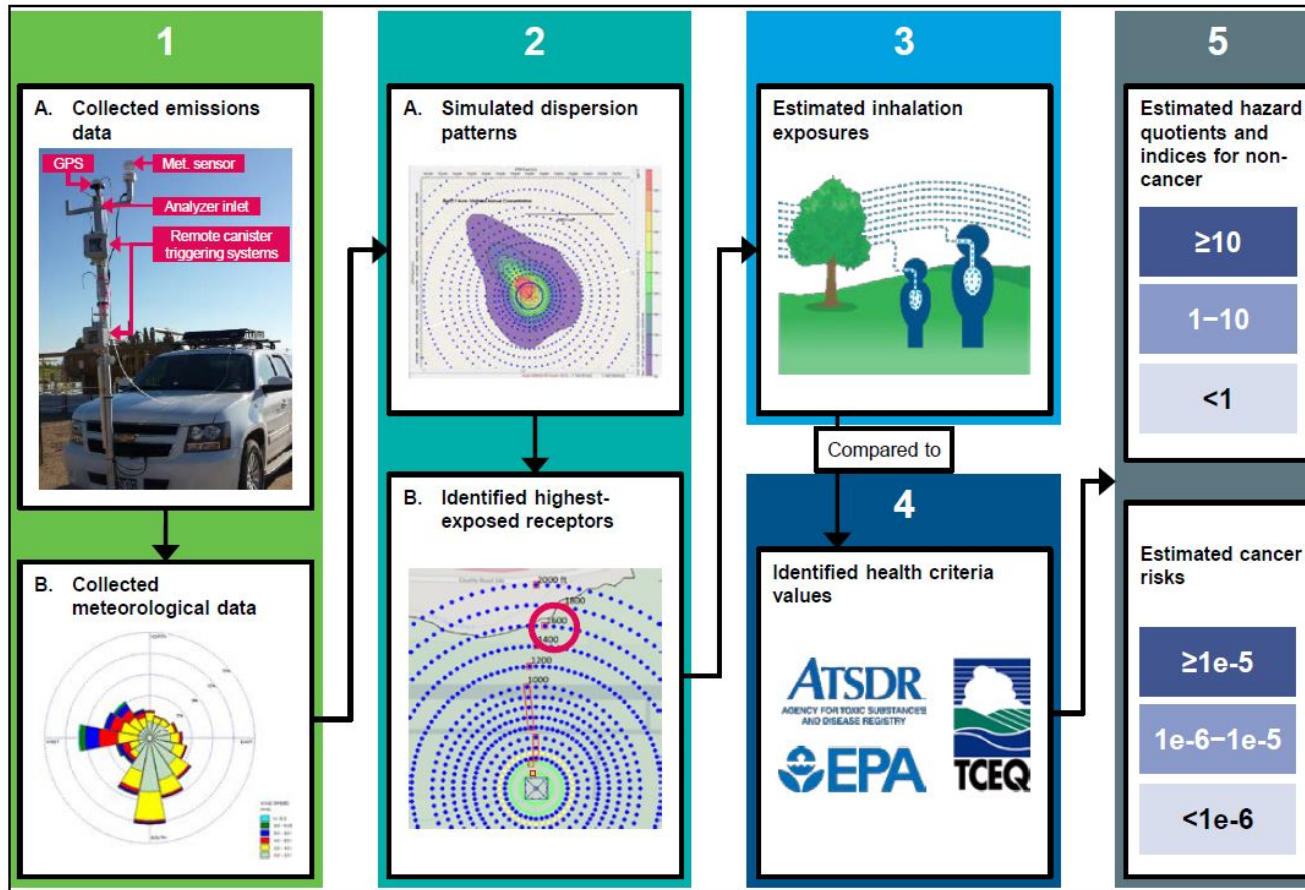 1
A. Collected emissions
data
GPS
Met. sensor
Analyzer inlet
Remote canister
triggering systems
B. Collected
meteorological data
NORTH
WEST
EAST
SOUTH
2
A. Simulated dispersion
patterns
B. Identified highest-
exposed receptors
2000 ft
1800
1600
1400
1200
1000
3
Estimated inhalation
exposures
Compared to
4
Identified health criteria
values
ATSDR
AGENCY FOR TOXIC SUBSTANCES
AND DISEASE REGISTRY
EPA
TCEQ
5
Estimated hazard
quotients and
indices for non-
cancer
≥10
1−10
<1
Estimated cancer
risks
≥1e-5
1e-6−1e-5
<1e-6